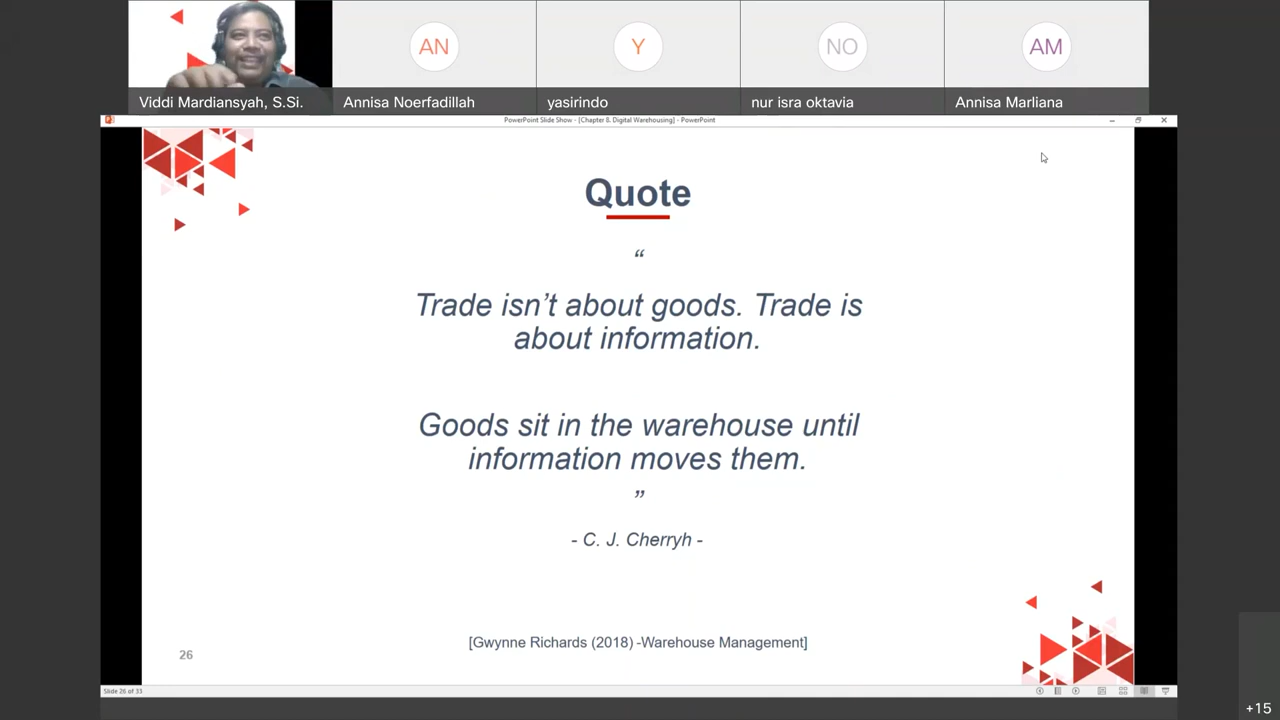 AN
Y
NO
AM
Viddi Mardiansyah, S.Si.
Annisa Noerfadillah
yasirindo
nur isra oktavia
Annisa Marliana
PowerPoint Slide Show - [Chapter 8. Digital Warehousing] - PowerPoint
Quote
“
Trade isn’t about goods. Trade is
about information.
Goods sit in the warehouse until
information moves them.
”
- C. J. Cherryh -
[Gwynne Richards (2018) -Warehouse Management]
26
Slide 26 of 33
+15